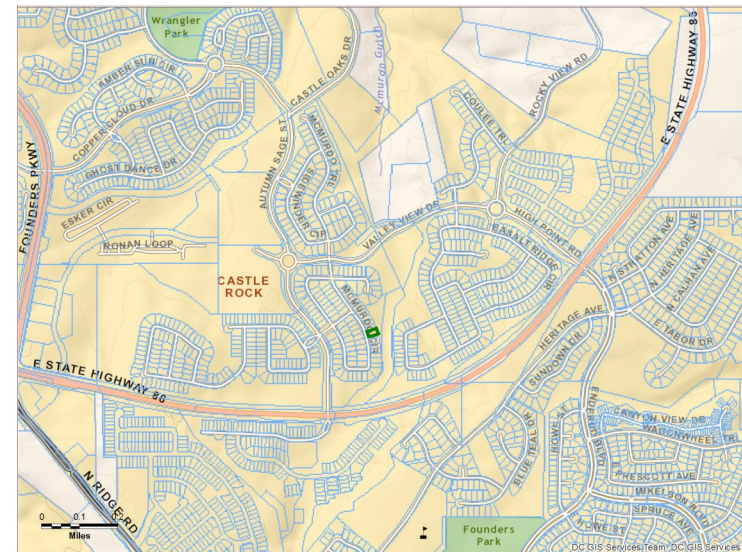 Wrangler
Park
E STATE HIGHWAY 86
AMBER SUN CIR
CASTLE OAKS DR
Mcmurdo Gulch
ROCKY VIEW RD
COPPER CLOUD DR
COULEE TRL
MCMURDO TRL
AUTUMN SAGE ST
GHOST DANCE DR
SIDEWINDER CIR
FOUNDERS PKWY
ESKER CIR
VALLEY VIEW DR
HIGH POINT RD
RONAN LOOP
BASALT RIDGE CIR
N STRATTON AVE
N HERITAGE AVE
N CALHAN AVE
CASTLE
ROCK
MCMURDO CIR
HERITAGE AVE
E TABOR DR
SUNDOWN DR
E STATE HIGHWAY 86
ENDERUD BLVD
CANYON VIEW DR
HOWE ST
WAGONWHEEL TRL
BLUE TEAL DR
E PRESCOTT AVE
MIKELSON BLVD
N RIDGE RD
SPRUCE AVE
0 0.1
Miles
E HOWE ST
Founders
Park
DC GIS Services Team, DC GIS Services